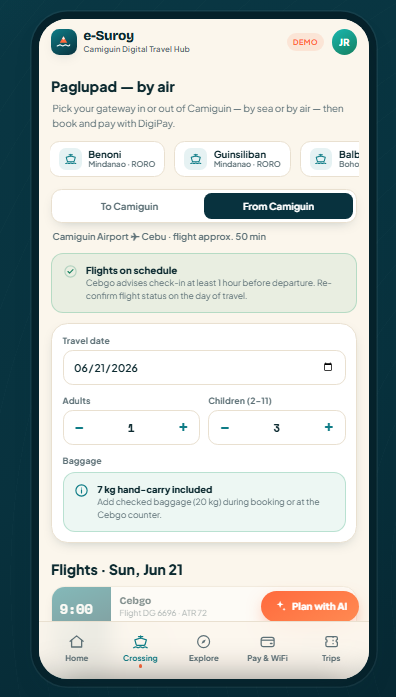 e-Suroy
Camiguin Digital Travel Hub
DEMO
JR
Paglupad — by air
Pick your gateway in or out of Camiguin — by sea or by air — then
book and pay with DigiPay.
Benoni
Mindanao · RORO
Guinsiliban
Mindanao · RORO
Balb
Boho
To Camiguin
From Camiguin
Camiguin Airport ✈ Cebu · flight approx. 50 min
Flights on schedule
Cebgo advises check-in at least 1 hour before departure. Re-
confirm flight status on the day of travel.
Travel date
06/21/2026
Adults
Children (2–11)
− 1 +
− 3 +
Baggage
7 kg hand-carry included
Add checked baggage (20 kg) during booking or at the
Cebgo counter.
Flights · Sun, Jun 21
9:00
Cebgo
Flight DG 6696 · ATR 72
Plan with AI
Home
Crossing
Explore
Pay & WiFi
Trips